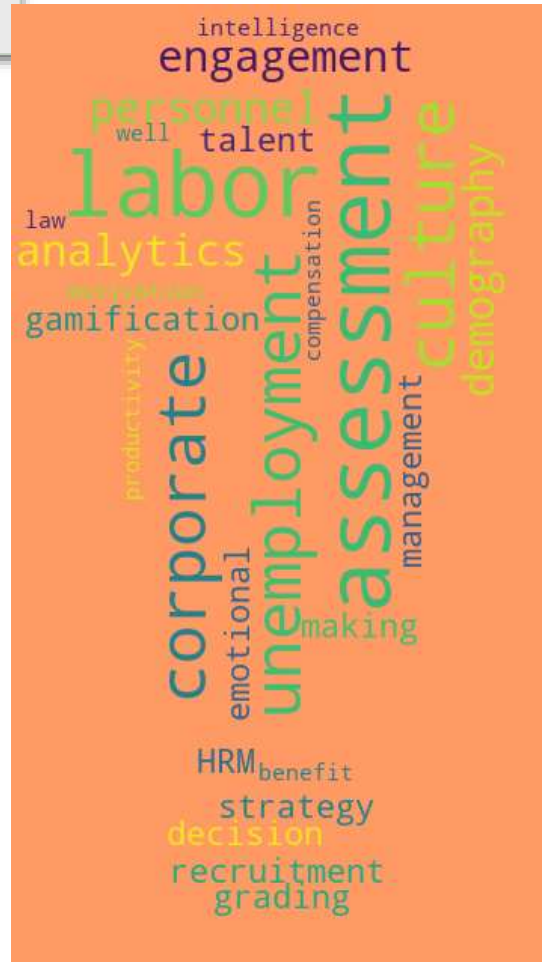 intelligence
engagement
personnel
well
talent
labor
law
analytics
motivation
gamification
compensation
assessment
culture
demography
productivity
corporate
unemployment
management
emotional
making
HRM
benefit
strategy
decision
recruitment
grading